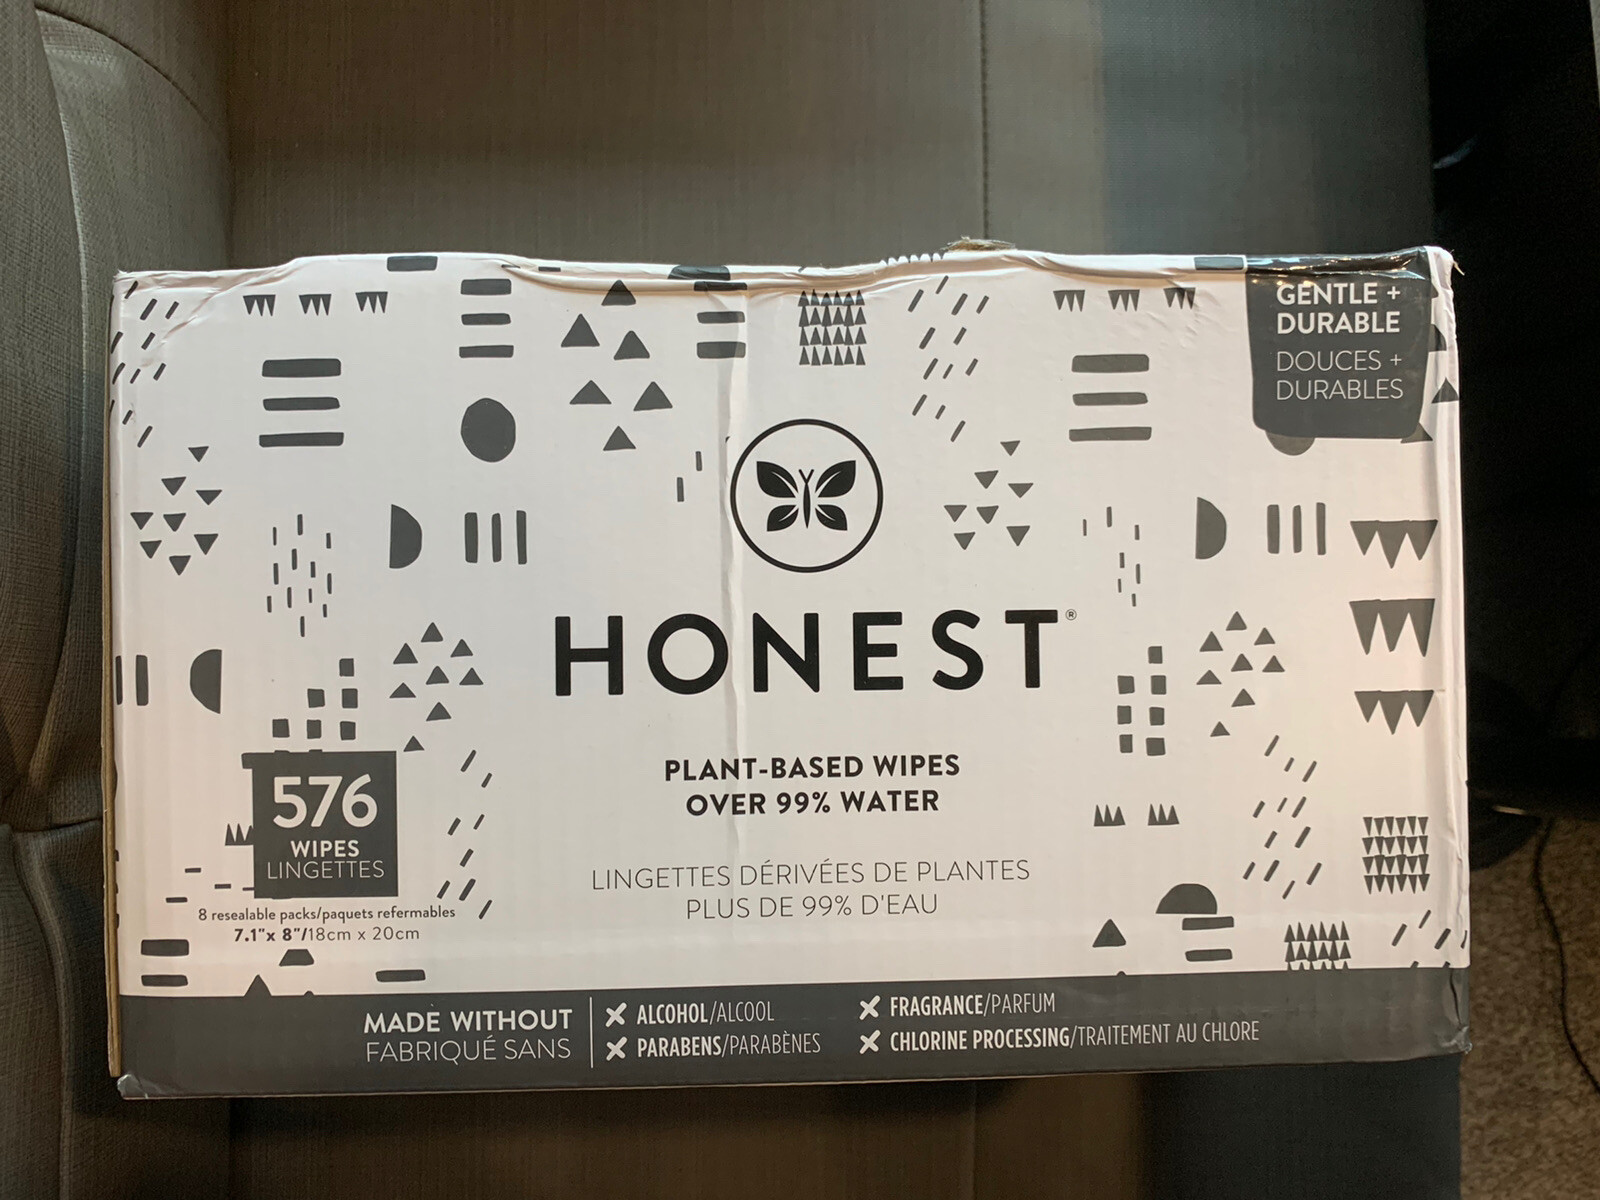 GENTLE +
DURABLE
DOUCES +
DURABLES
HONEST®
PLANT-BASED WIPES
OVER 99% WATER
LINGETTES DÉRIVÉES DE PLANTES
PLUS DE 99% D'EAU
576
WIPES
LINGETTES
8 resealable packs/paquets refermables
7.1"x 8"/18cm x 20cm
MADE WITHOUT
FABRIQUÉ SANS
✕ ALCOHOL/ALCOOL
✕ PARABENS/PARABÈNES
✕ FRAGRANCE/PARFUM
✕ CHLORINE PROCESSING/TRAITEMENT AU CHLORE